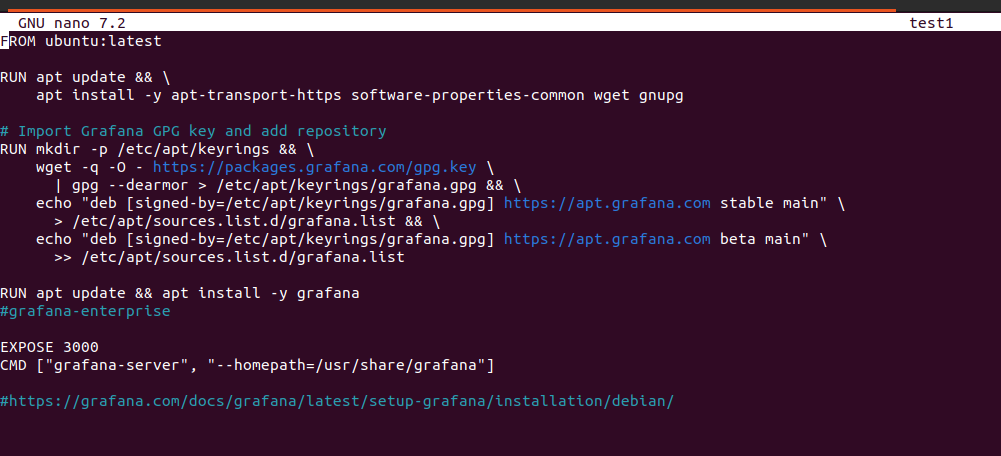 GNU nano 7.2 test1
FROM ubuntu:latest
RUN apt update && \
apt install -y apt-transport-https software-properties-common wget gnupg
# Import Grafana GPG key and add repository
RUN mkdir -p /etc/apt/keyrings && \
wget -q -O - https://packages.grafana.com/gpg.key \
| gpg --dearmor > /etc/apt/keyrings/grafana.gpg && \
echo "deb [signed-by=/etc/apt/keyrings/grafana.gpg] https://apt.grafana.com stable main" \
> /etc/apt/sources.list.d/grafana.list && \
echo "deb [signed-by=/etc/apt/keyrings/grafana.gpg] https://apt.grafana.com beta main" \
>> /etc/apt/sources.list.d/grafana.list
RUN apt update && apt install -y grafana
#grafana-enterprise
EXPOSE 3000
CMD ["grafana-server", "--homepath=/usr/share/grafana"]
#https://grafana.com/docs/grafana/latest/setup-grafana/installation/debian/